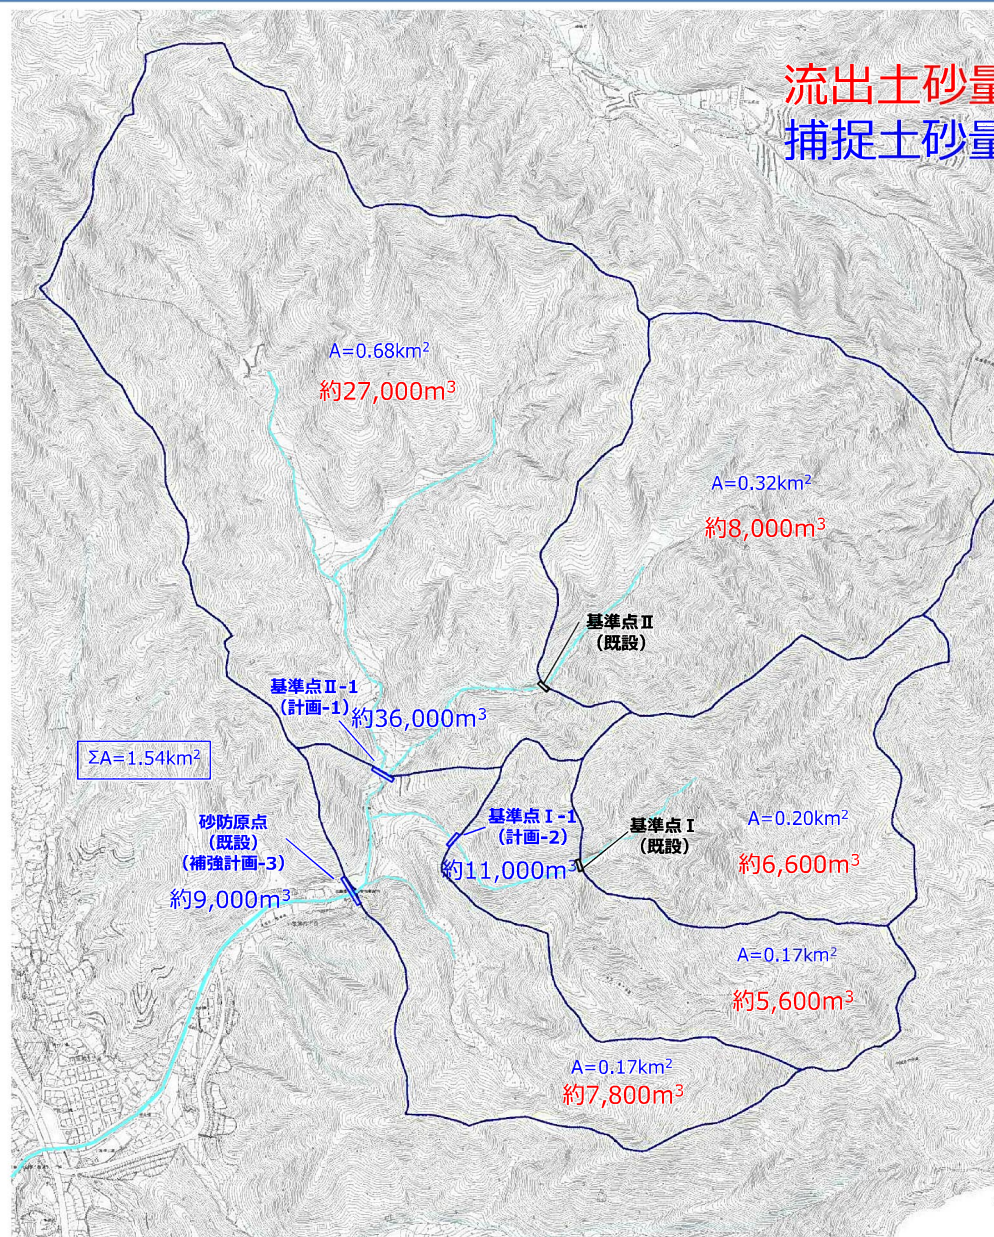 流出土砂量
捕捉土砂量
A=0.68km²
約27,000m³
A=0.32km²
約8,000m³
基準点Ⅱ
(既設)
基準点Ⅱ-1
(計画-1)
約36,000m³
ΣA=1.54km²
砂防原点
(既設)
(補強計画-3)
約9,000m³
基準点Ⅰ-1
(計画-2)
約11,000m³
基準点Ⅰ
(既設)
A=0.20km²
約6,600m³
A=0.17km²
約5,600m³
A=0.17km²
約7,800m³